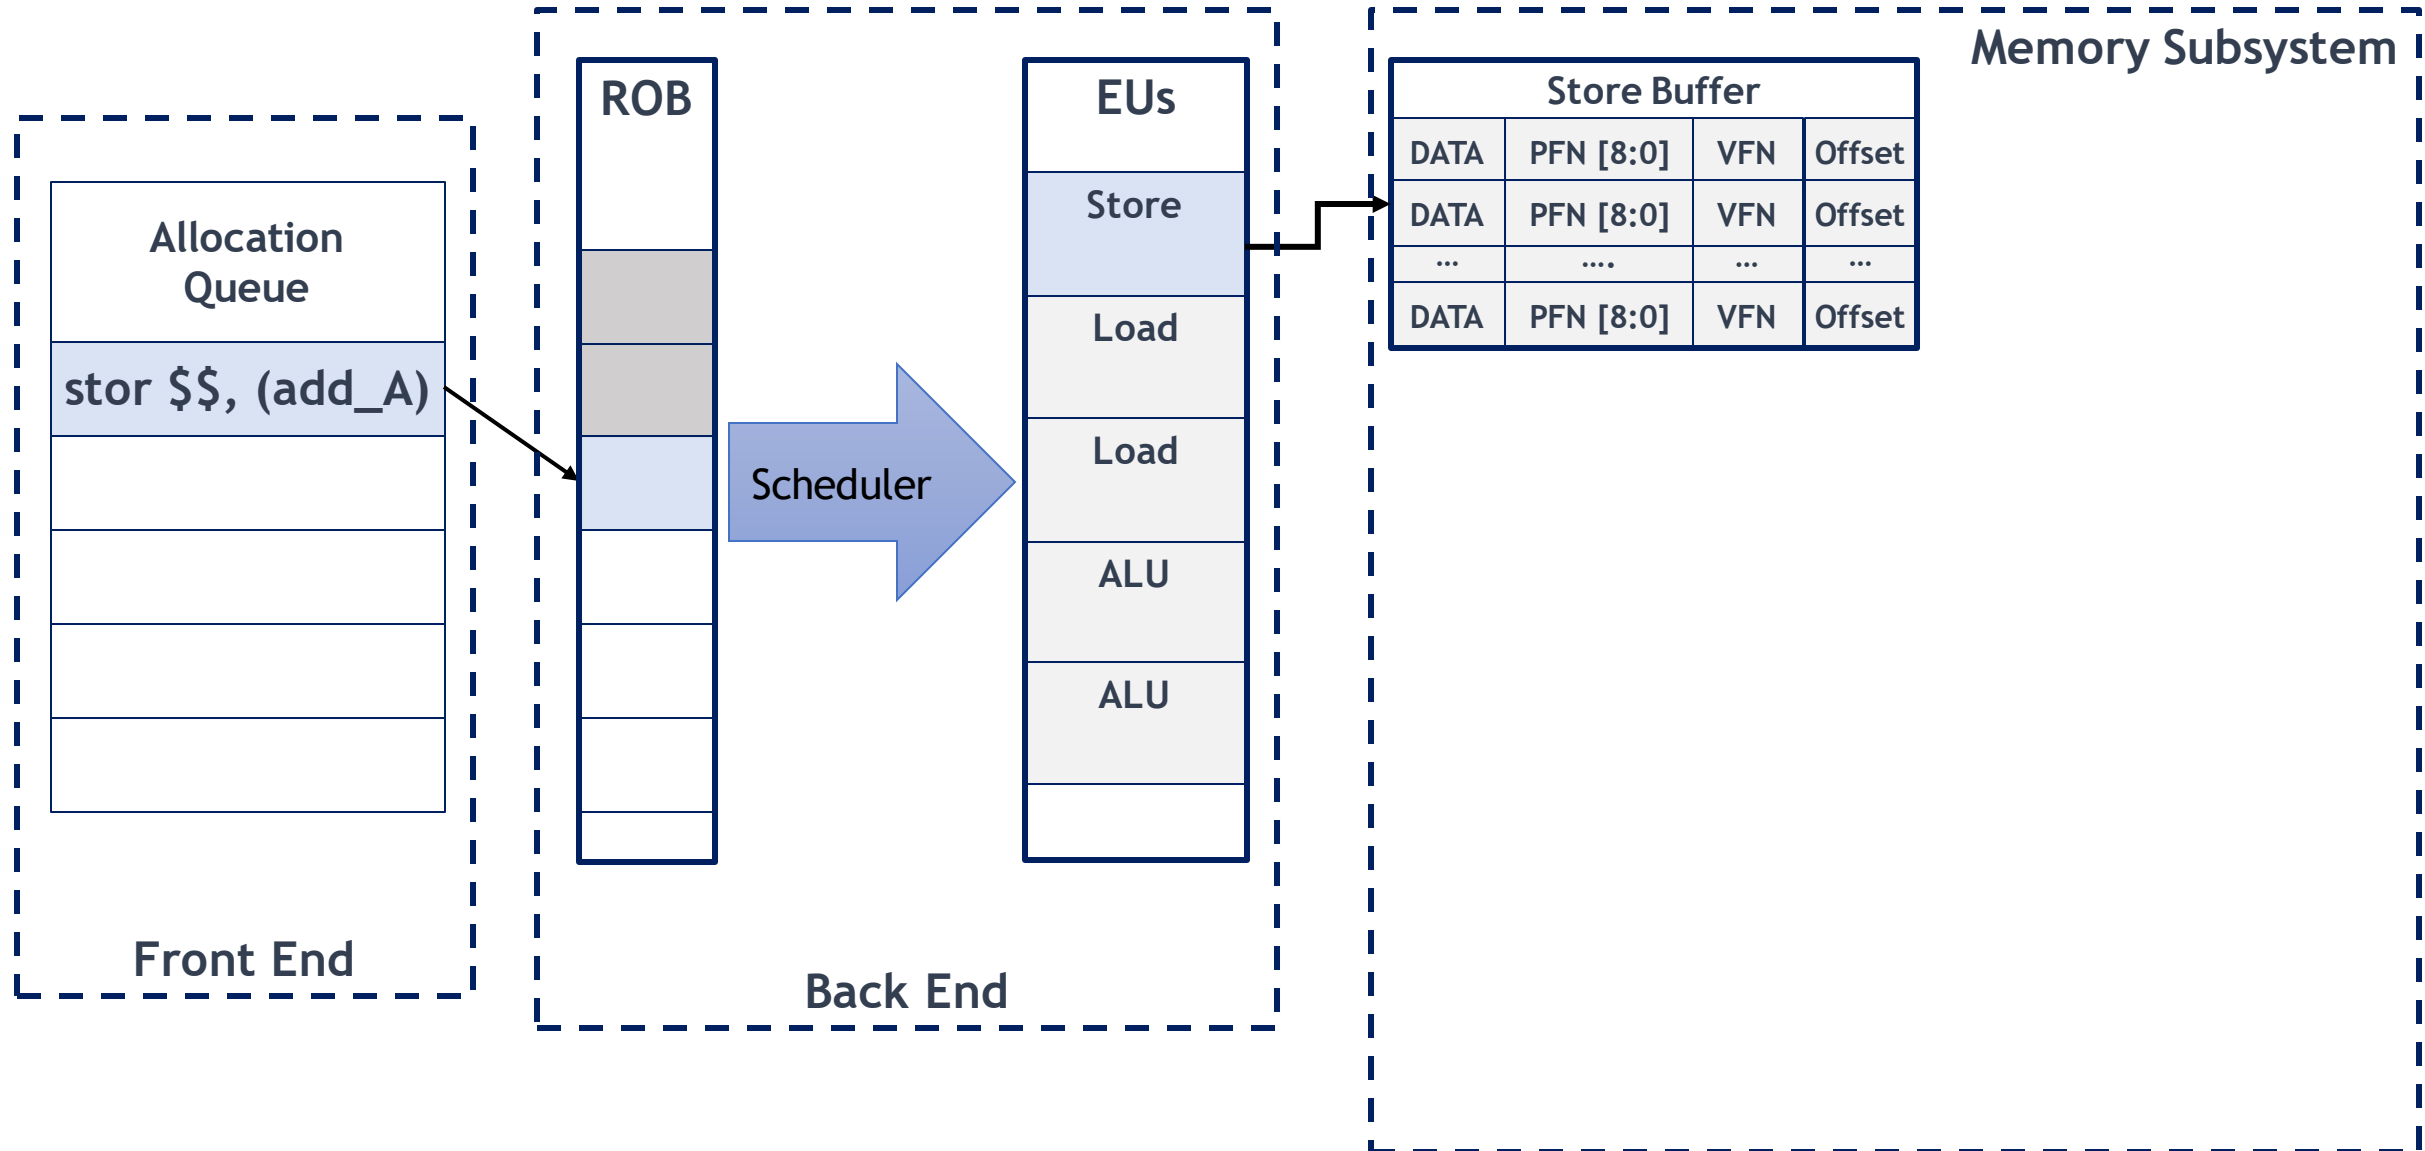 Allocation
Queue
stor $$, (add_A)
Front End
ROB
Scheduler
EUs
Store
Load
Load
ALU
ALU
Back End
Memory Subsystem
Store Buffer
DATA PFN [8:0] VFN Offset
DATA PFN [8:0] VFN Offset
... .... ... ...
DATA PFN [8:0] VFN Offset